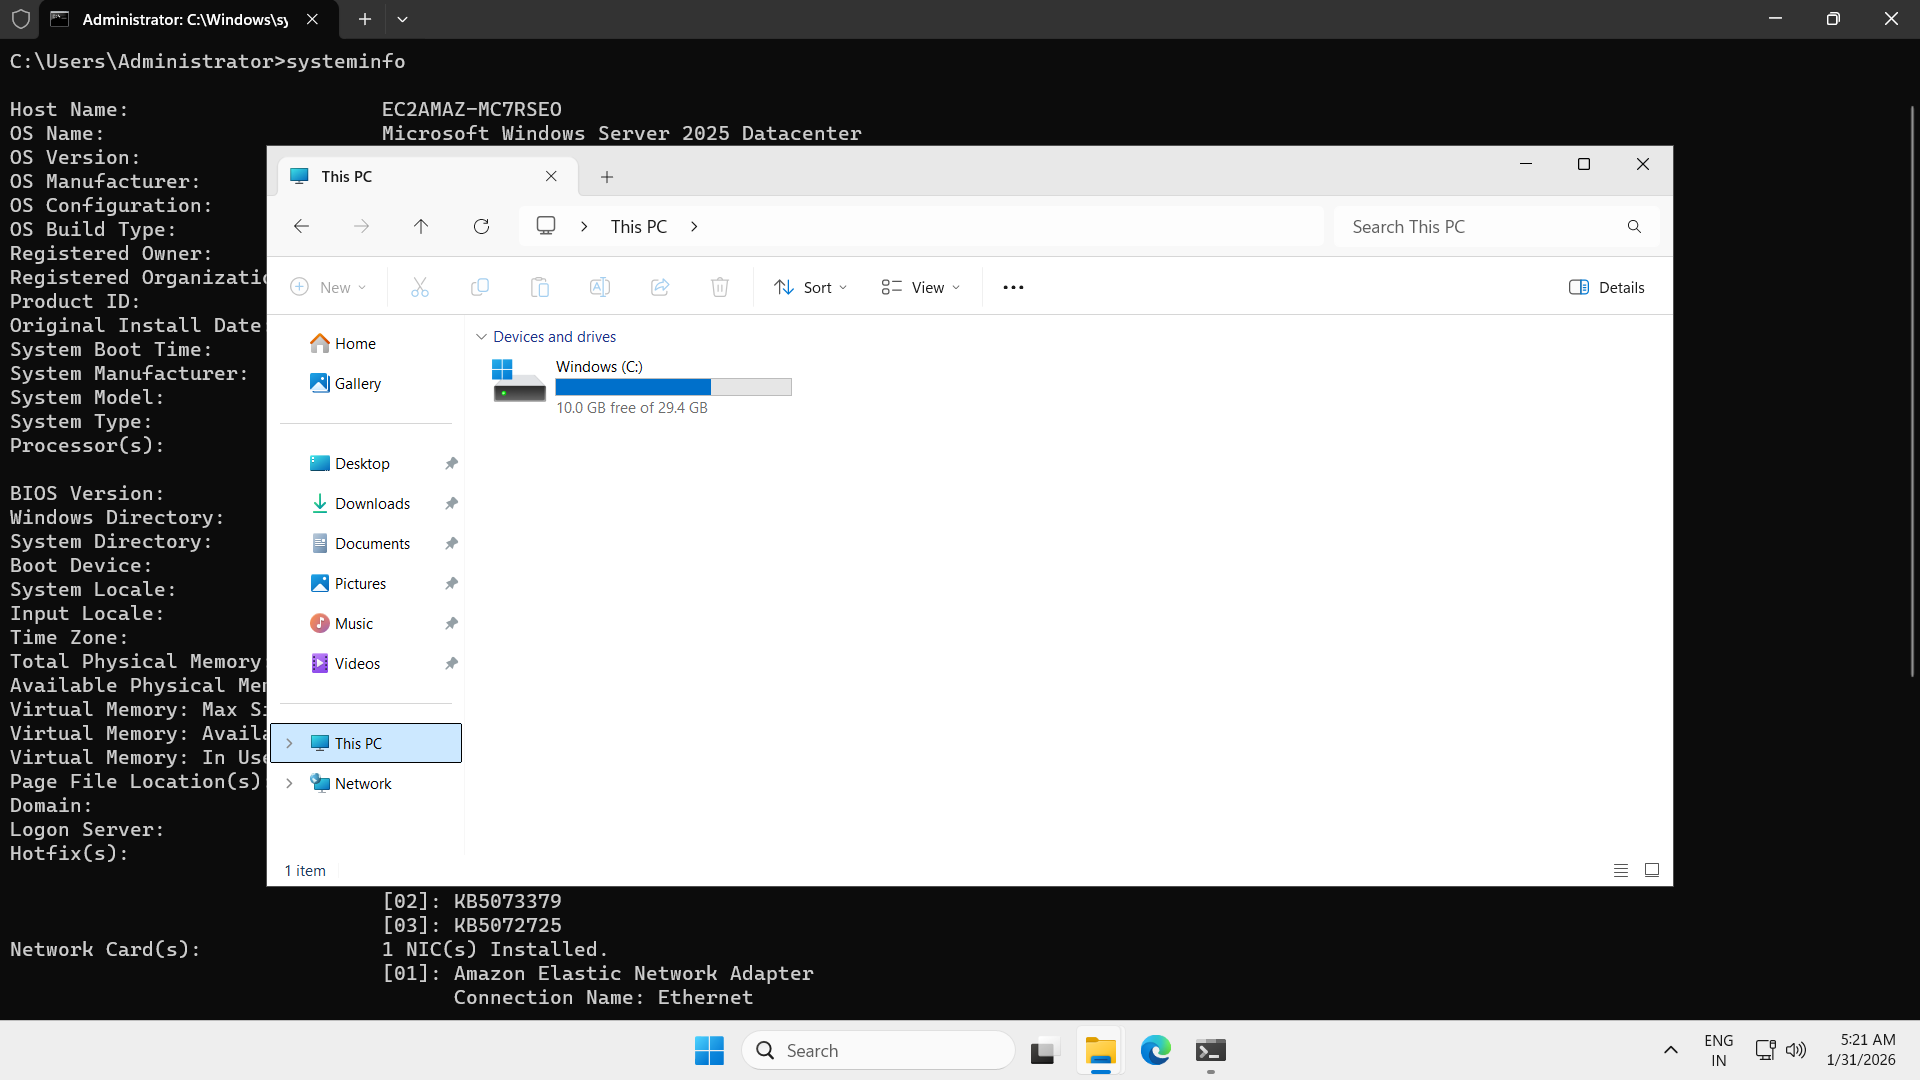 Administrator: C:\Windows\sy
C:\Users\Administrator>systeminfo
Host Name: EC2AMAZ-MC7RSEO
OS Name: Microsoft Windows Server 2025 Datacenter
OS Version:
OS Manufacturer:
OS Configuration:
OS Build Type:
Registered Owner:
Registered Organizatio
Product ID:
Original Install Date
System Boot Time:
System Manufacturer:
System Model:
System Type:
Processor(s):
BIOS Version:
Windows Directory:
System Directory:
Boot Device:
System Locale:
Input Locale:
Time Zone:
Total Physical Memory
Available Physical Mem
Virtual Memory: Max Si
Virtual Memory: Availa
Virtual Memory: In Use
Page File Location(s)
Domain:
Logon Server:
Hotfix(s):
[02]: KB5073379
[03]: KB5072725
Network Card(s): 1 NIC(s) Installed.
[01]: Amazon Elastic Network Adapter
Connection Name: Ethernet
This PC
This PC
Search This PC
New
Sort
View
Details
Home
Gallery
Desktop
Downloads
Documents
Pictures
Music
Videos
This PC
Network
Devices and drives
Windows (C:)
10.0 GB free of 29.4 GB
1 item
Search
ENG
IN
5:21 AM
1/31/2026